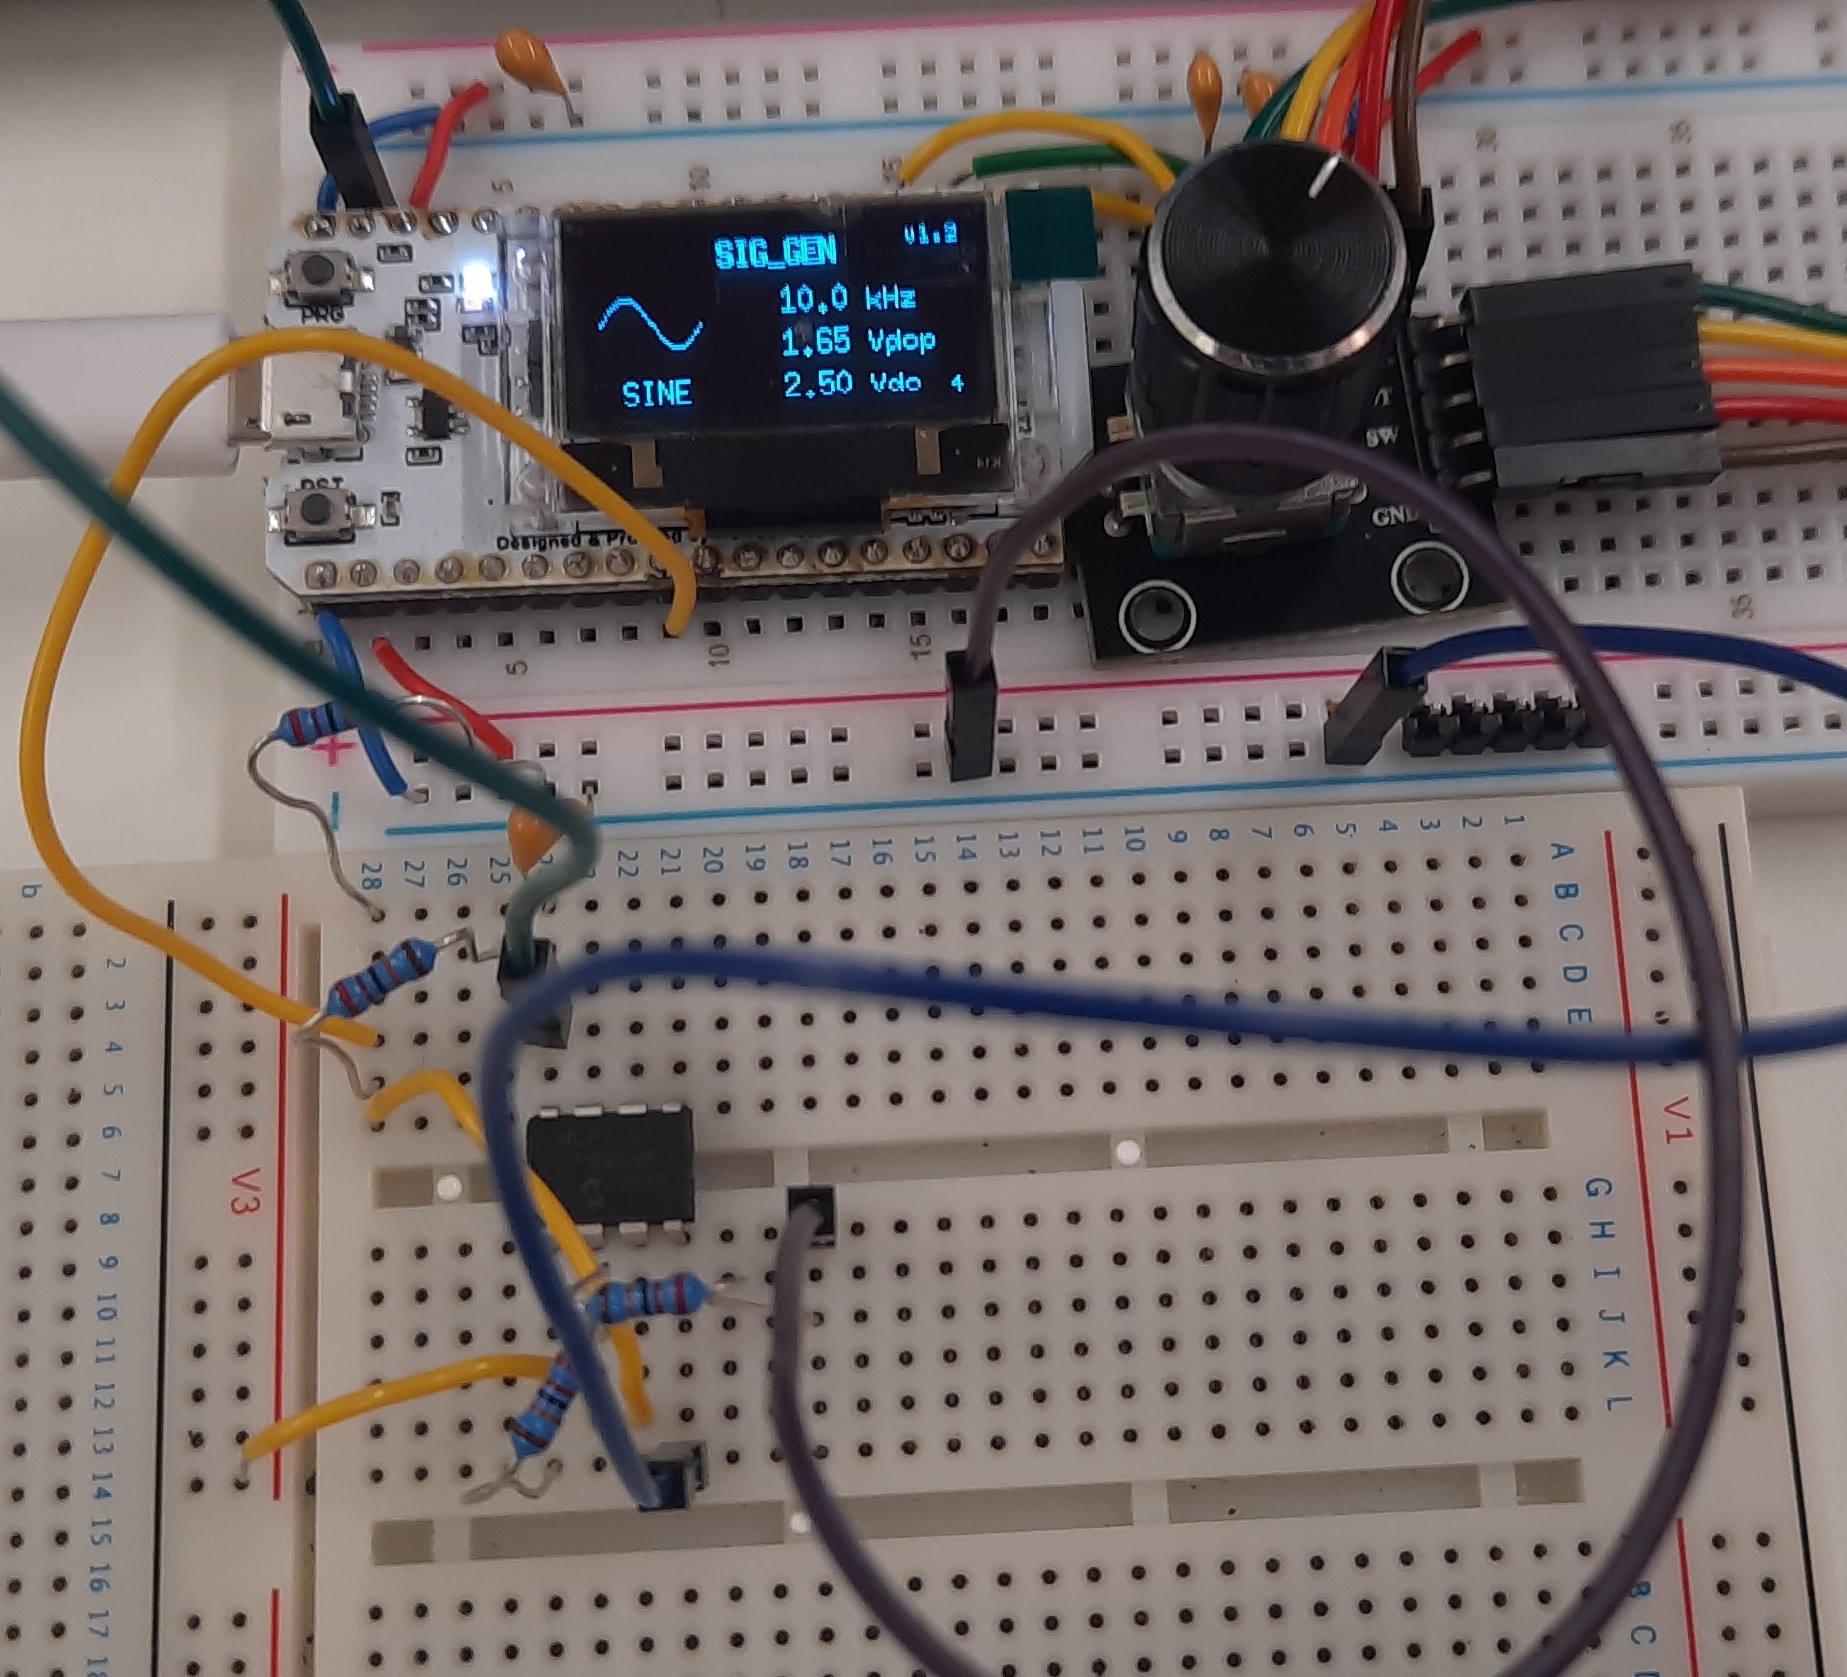 SIG_GEN
v1.
10.0 kHz
1.65 Vpop
2.50 Vdc 4
SINE
PRG
RST
Designed &
SW
GND
5
10
15
30
35
5
10
15
35
+
28 27 26 25 22 21 20 19 18 17 16 15 14 13 12 11 10 9 8 7 6 5 4 3 2 1
A
B
C
D
E
G
H
I
J
K
L
V1
V3
b
2
3
4
5
6
7
8
9
10
11
12
13
14
15
16
17
18
B
C